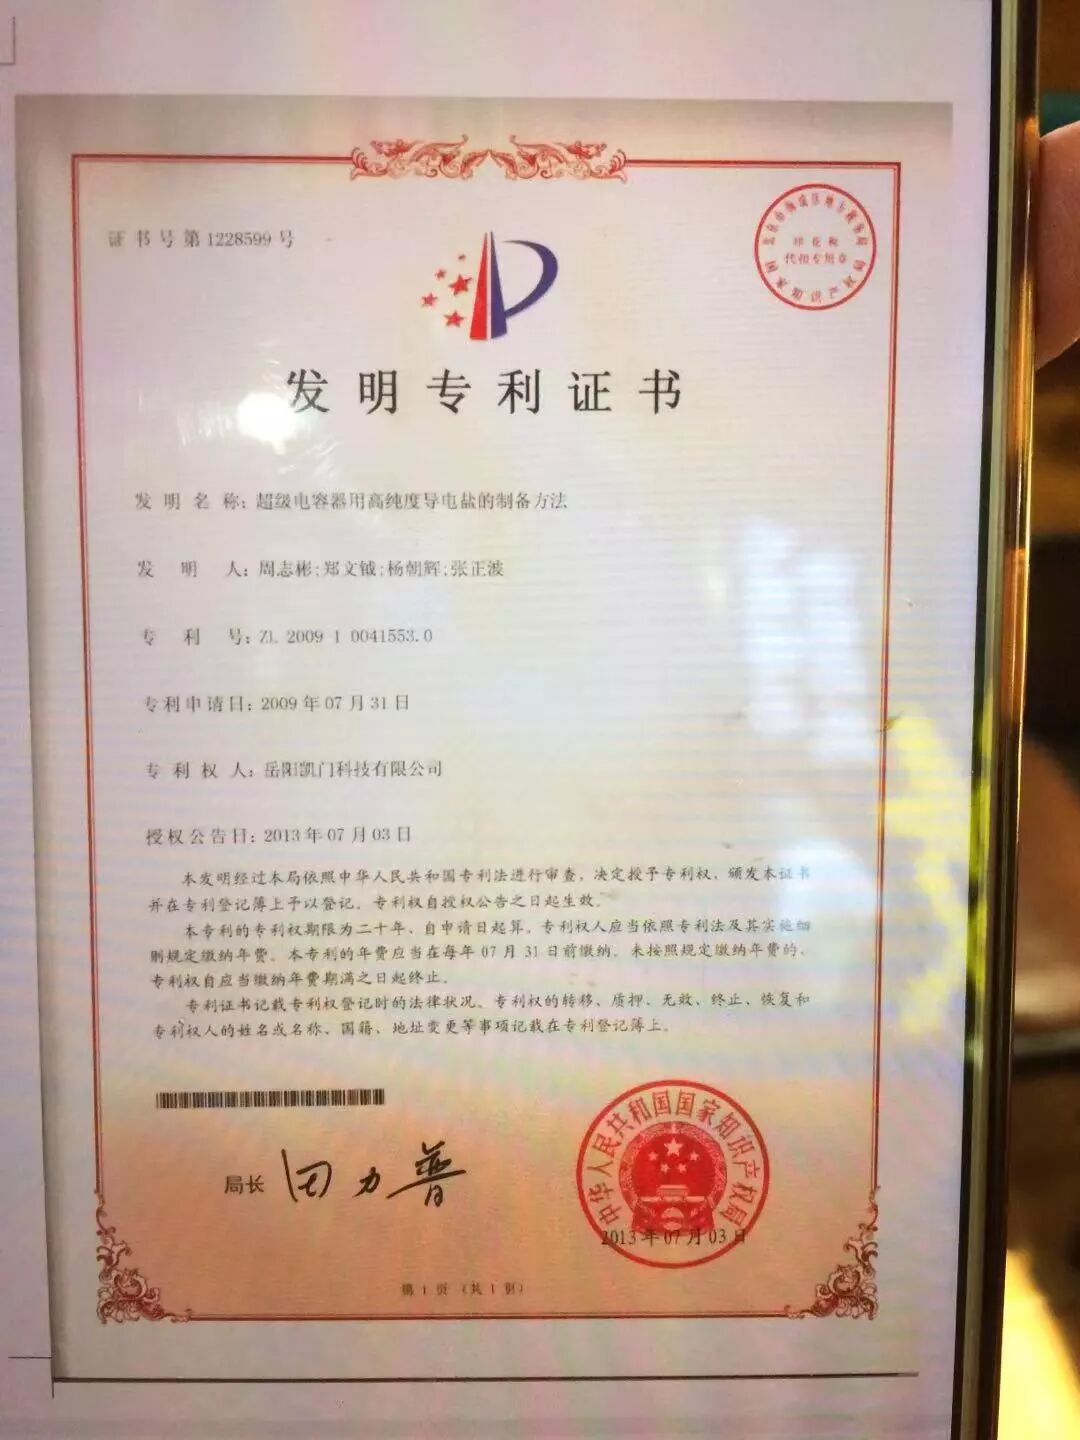 证书号第1228599号
印花税
代扣专用章
国家知识产权局
发明专利证书
发明名称：超级电容器用高纯度导电盐的制备方法
发明人：周志彬;郑文钺;杨朝辉;张正波
专利号：ZL 2009 1 0041553.0
专利申请日：2009年07月31日
专利权人：岳阳凯门科技有限公司
授权公告日：2013年07月03日
本发明经过本局依照中华人民共和国专利法进行审查，决定授予专利权，颁发本证书
并在专利登记簿上予以登记。专利权自授权公告之日起生效。
本专利的专利权期限为二十年，自申请日起算。专利权人应当依照专利法及其实施细
则规定缴纳年费。本专利的年费应当在每年07月31日前缴纳。未按照规定缴纳年费的，
专利权自应当缴纳年费期满之日起终止。
专利证书记载专利权登记时的法律状况。专利权的转移、质押、无效、终止、恢复和
专利权人的姓名或名称、国籍、地址变更等事项记载在专利登记簿上。
局长 田力普
中华人民共和国国家知识产权局
2013年07月03日
第1页（共1页）